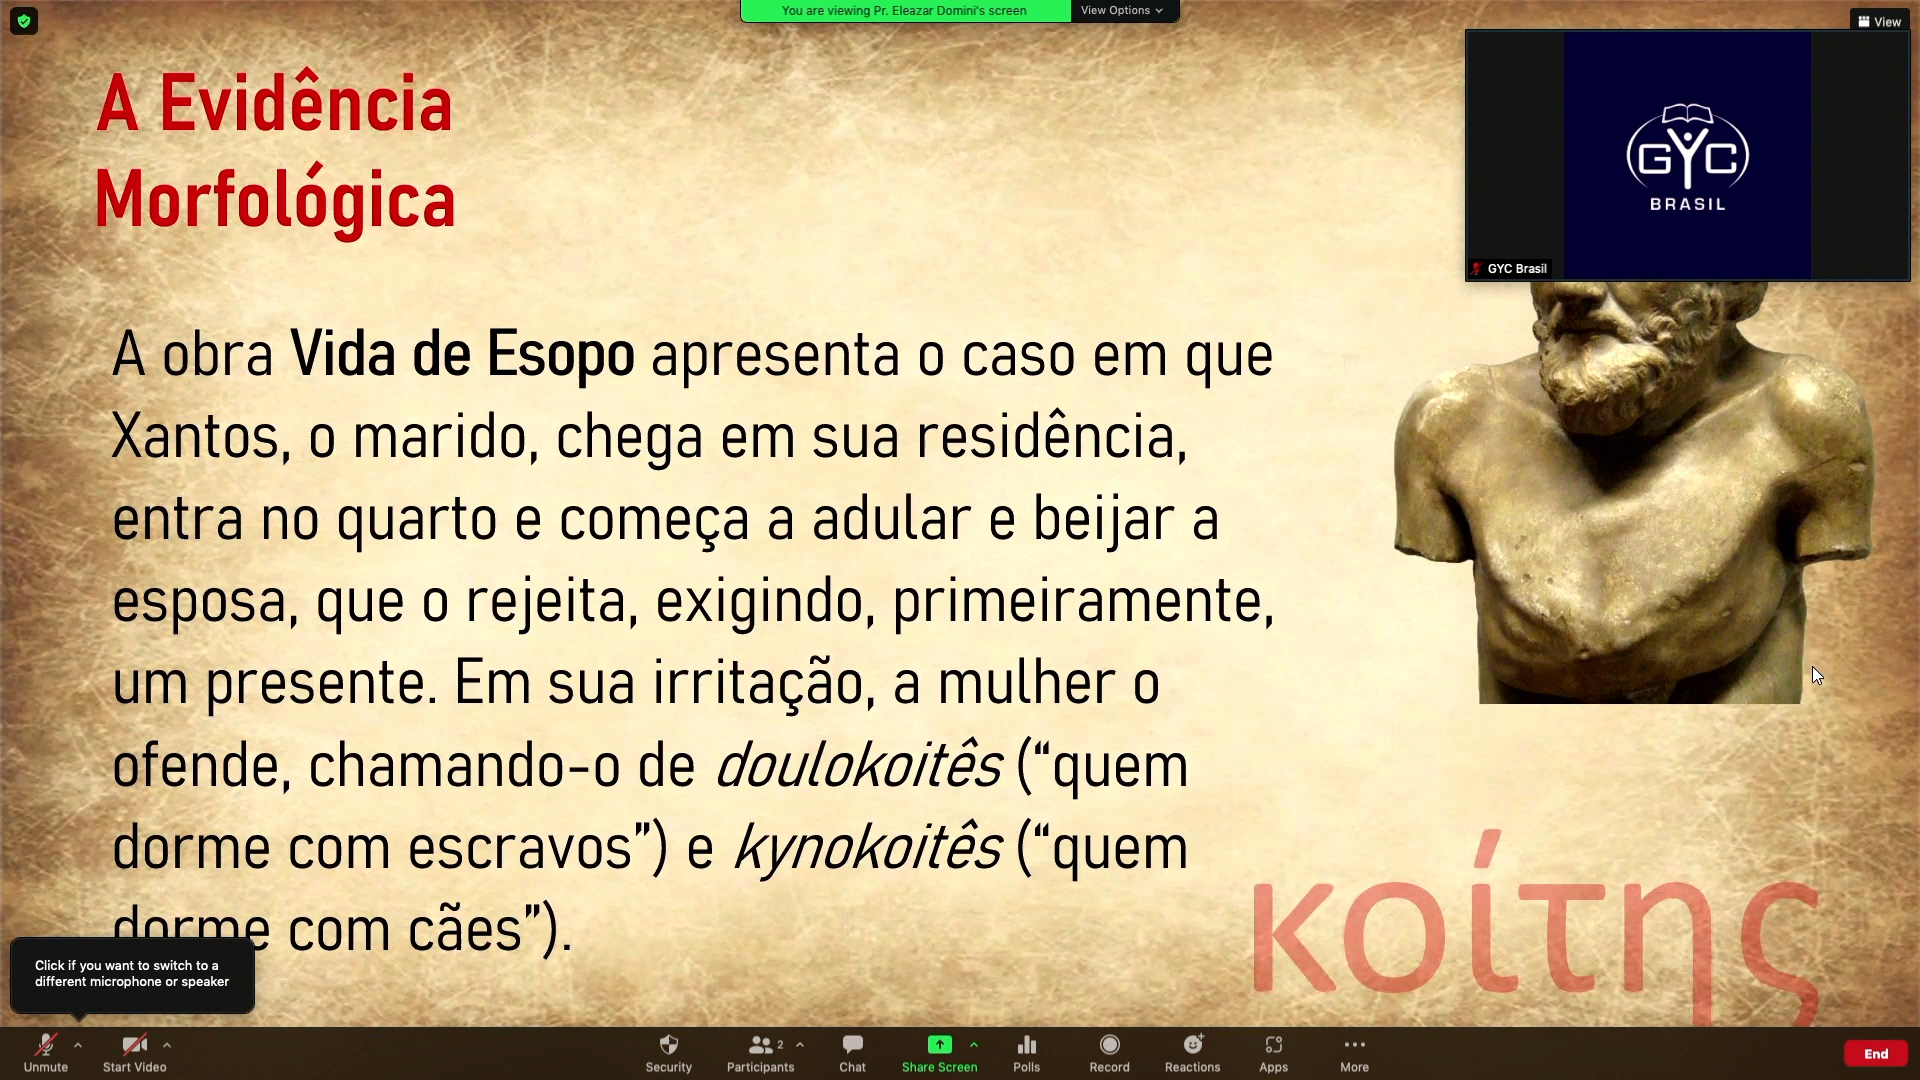 You are viewing Pr. Eleazar Domini's screen
View Options
View
A Evidência
Morfológica
GYC
BRASIL
GYC Brasil
A obra Vida de Esopo apresenta o caso em que
Xantos, o marido, chega em sua residência,
entra no quarto e começa a adular e beijar a
esposa, que o rejeita, exigindo, primeiramente,
um presente. Em sua irritação, a mulher o
ofende, chamando-o de doulokoitês (“quem
dorme com escravos”) e kynokoitês (“quem
dorme com cães”).
κοίτης
Click if you want to switch to a
different microphone or speaker
Unmute
Start Video
Security
Participants
2
Chat
Share Screen
Polls
Record
Reactions
Apps
More
End